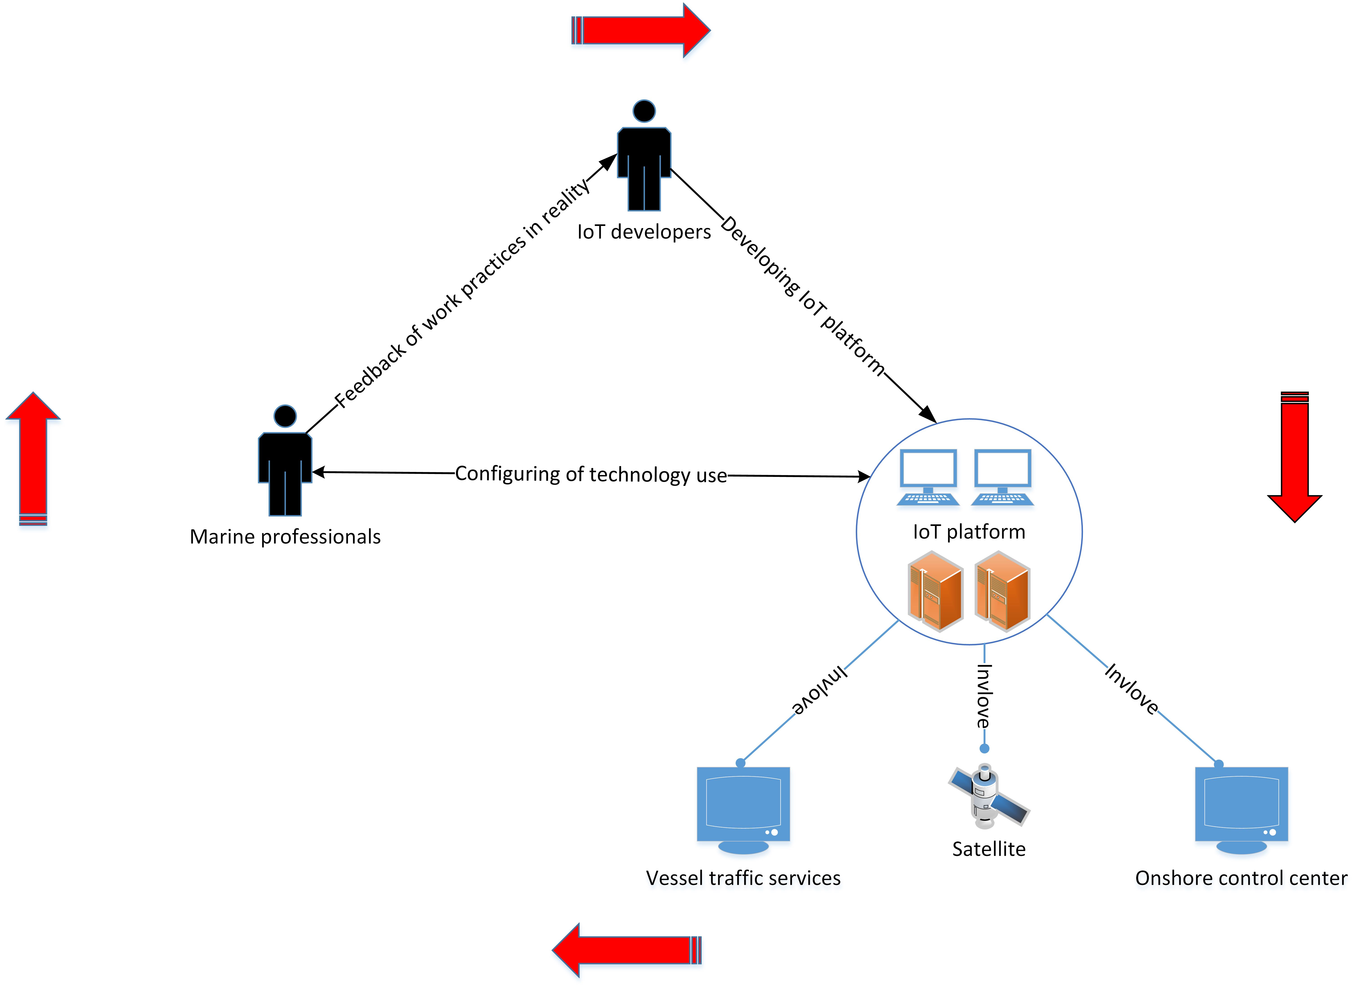 IoT developers
Feedback of work practices in reality
Developing IoT platform
Configuring of technology use
Marine professionals
IoT platform
Invlove
Invlove
Invlove
Satellite
Vessel traffic services
Onshore control center